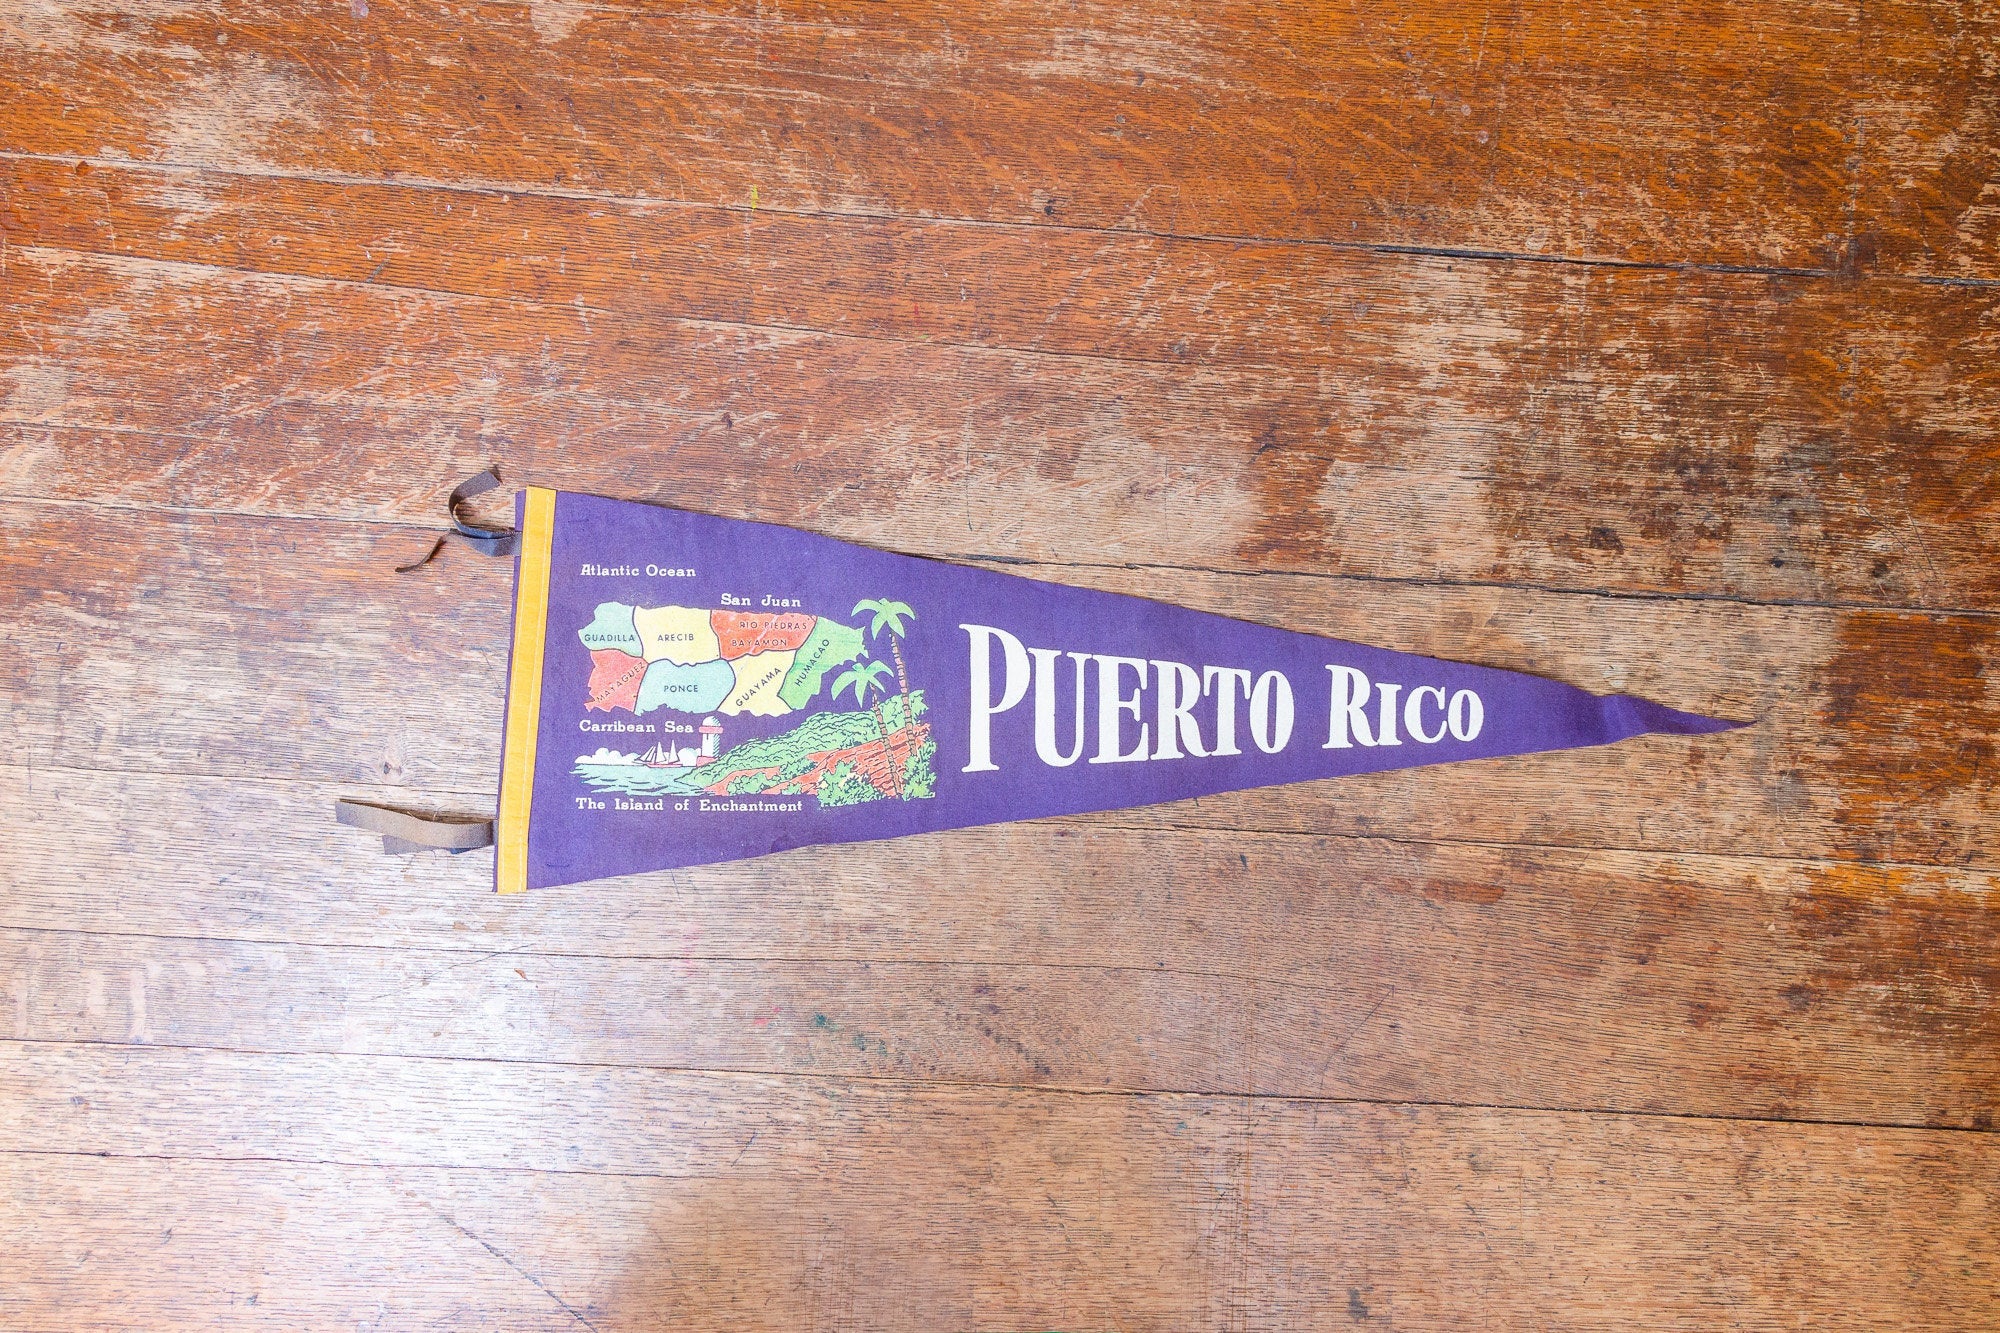 Atlantic Ocean
San Juan
GUADILLA
ARECIB
RIO PIEDRAS
BAYAMON
HUMACAO
MAYAGUEZ
PONCE
GUAYAMA
Carribean Sea
The Island of Enchantment
PUERTO RICO